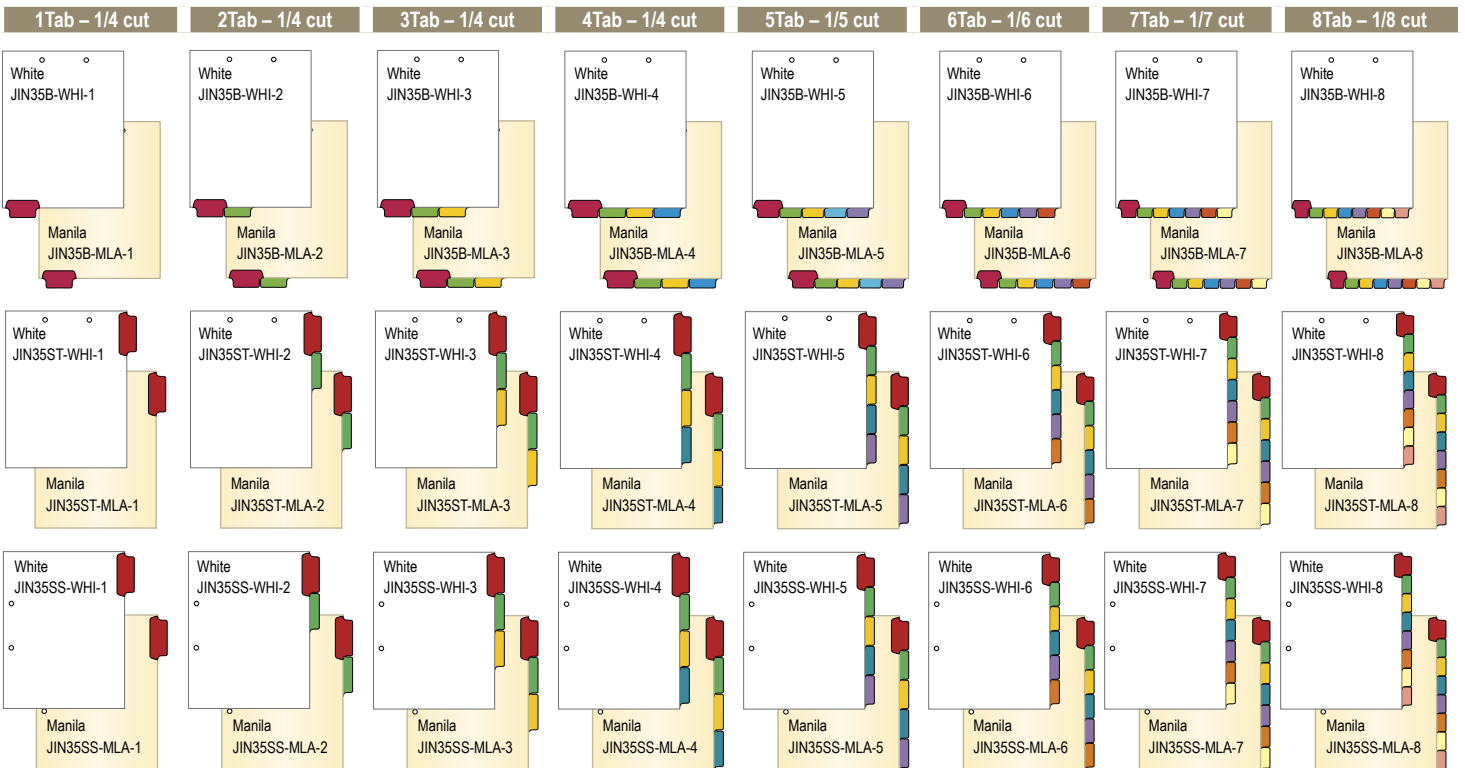 1Tab – 1/4 cut
2Tab – 1/4 cut
3Tab – 1/4 cut
4Tab – 1/4 cut
5Tab – 1/5 cut
6Tab – 1/6 cut
7Tab – 1/7 cut
8Tab – 1/8 cut
White
JIN35B-WHI-1
White
JIN35B-WHI-2
White
JIN35B-WHI-3
White
JIN35B-WHI-4
White
JIN35B-WHI-5
White
JIN35B-WHI-6
White
JIN35B-WHI-7
White
JIN35B-WHI-8
Manila
JIN35B-MLA-1
Manila
JIN35B-MLA-2
Manila
JIN35B-MLA-3
Manila
JIN35B-MLA-4
Manila
JIN35B-MLA-5
Manila
JIN35B-MLA-6
Manila
JIN35B-MLA-7
Manila
JIN35B-MLA-8
White
JIN35ST-WHI-1
White
JIN35ST-WHI-2
White
JIN35ST-WHI-3
White
JIN35ST-WHI-4
White
JIN35ST-WHI-5
White
JIN35ST-WHI-6
White
JIN35ST-WHI-7
White
JIN35ST-WHI-8
Manila
JIN35ST-MLA-1
Manila
JIN35ST-MLA-2
Manila
JIN35ST-MLA-3
Manila
JIN35ST-MLA-4
Manila
JIN35ST-MLA-5
Manila
JIN35ST-MLA-6
Manila
JIN35ST-MLA-7
Manila
JIN35ST-MLA-8
White
JIN35SS-WHI-1
White
JIN35SS-WHI-2
White
JIN35SS-WHI-3
White
JIN35SS-WHI-4
White
JIN35SS-WHI-5
White
JIN35SS-WHI-6
White
JIN35SS-WHI-7
White
JIN35SS-WHI-8
Manila
JIN35SS-MLA-1
Manila
JIN35SS-MLA-2
Manila
JIN35SS-MLA-3
Manila
JIN35SS-MLA-4
Manila
JIN35SS-MLA-5
Manila
JIN35SS-MLA-6
Manila
JIN35SS-MLA-7
Manila
JIN35SS-MLA-8